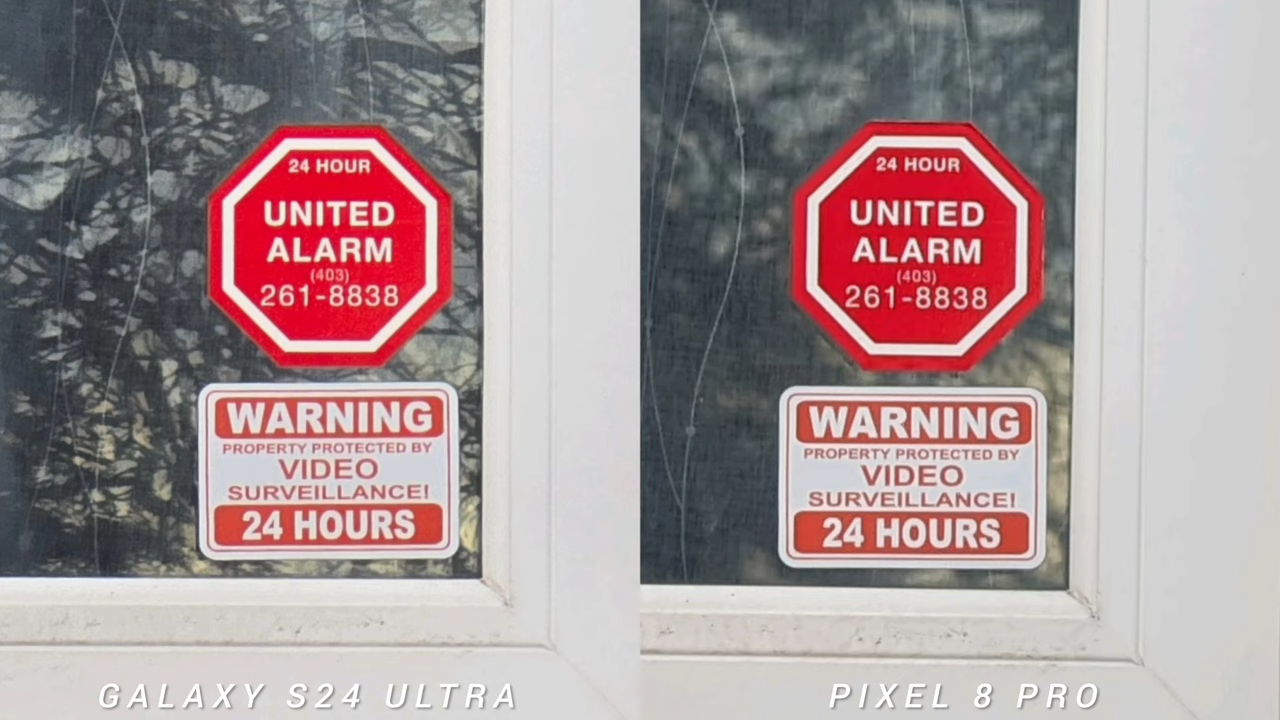 24 HOUR
UNITED
ALARM
(403)
261-8838
WARNING
PROPERTY PROTECTED BY
VIDEO
SURVEILLANCE!
24 HOURS
GALAXY S24 ULTRA
24 HOUR
UNITED
ALARM
(403)
261-8838
WARNING
PROPERTY PROTECTED BY
VIDEO
SURVEILLANCE!
24 HOURS
PIXEL 8 PRO